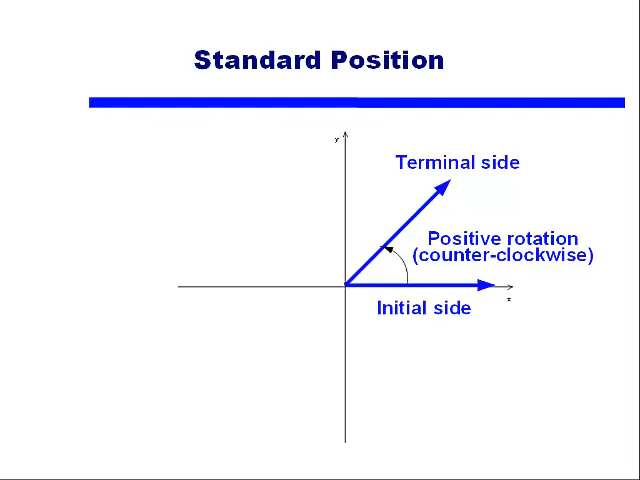 Standard Position
y
Terminal side
Positive rotation
(counter-clockwise)
x
Initial side